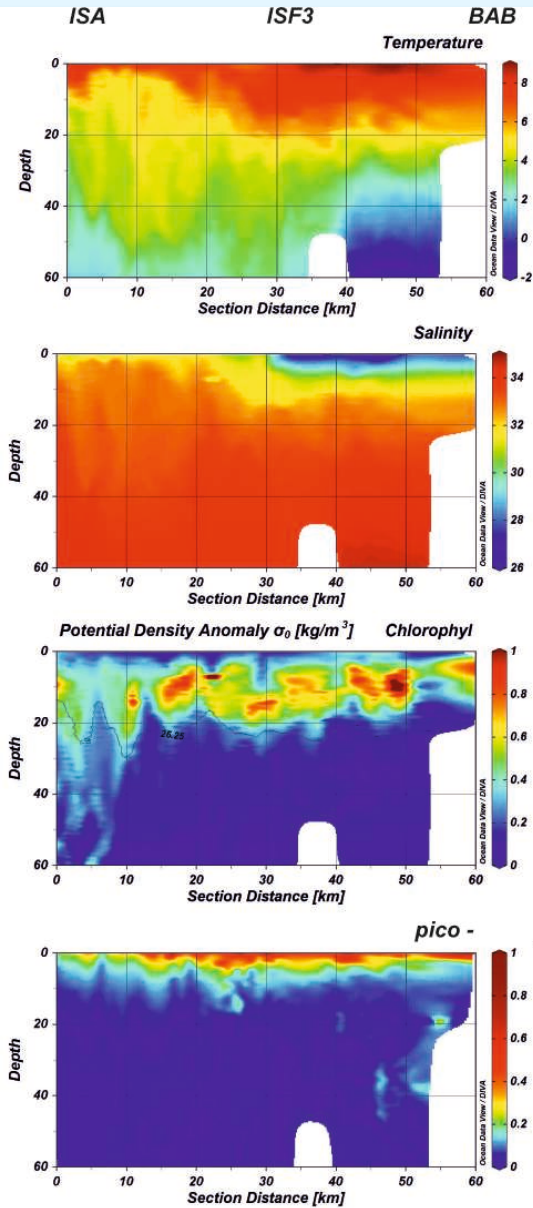 ISA ISF3 BAB
Temperature
0
20
40
60
Depth
0 10 20 30 40 50 60
Section Distance [km]
8
6
4
2
0
-2
Ocean Data View / DIVA
Salinity
0
20
40
60
Depth
0 10 20 30 40 50 60
Section Distance [km]
34
32
30
28
26
Ocean Data View / DIVA
Potential Density Anomaly σ₀ [kg/m³] Chlorophyl
0
20
40
60
Depth
26.25
0 10 20 30 40 50 60
Section Distance [km]
1
0.8
0.6
0.4
0.2
0
Ocean Data View / DIVA
pico -
0
20
40
60
Depth
0 10 20 30 40 50 60
Section Distance [km]
1
0.8
0.6
0.4
0.2
0
Ocean Data View / DIVA